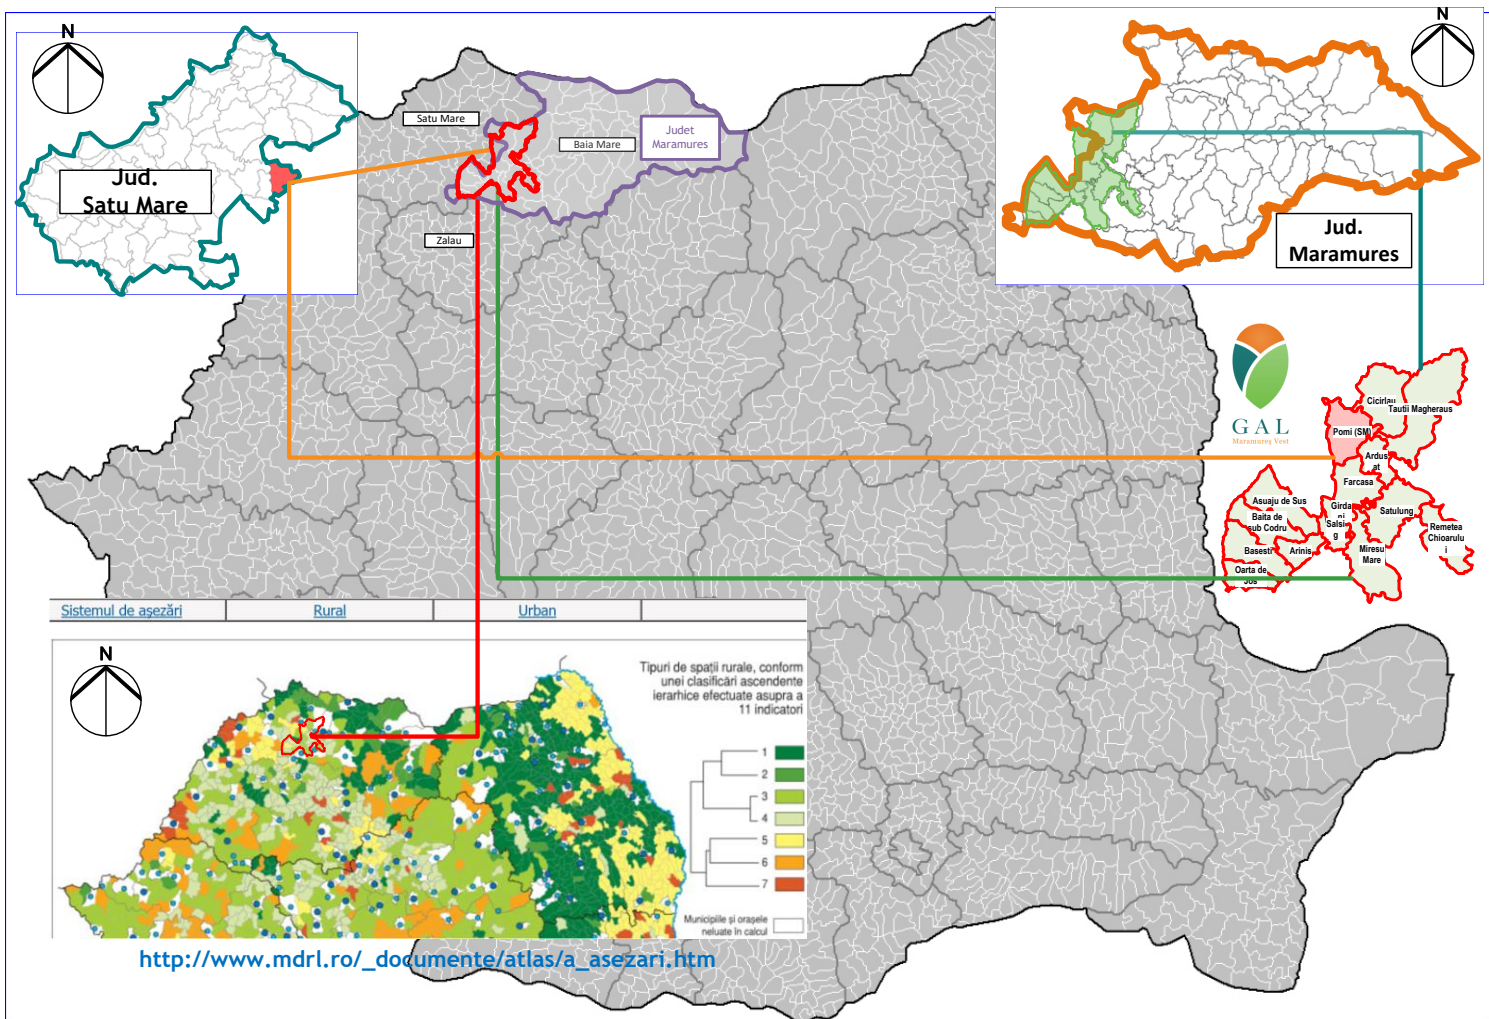 N
Jud.
Satu Mare
Satu Mare
Baia Mare
Judet
Maramures
Zalau
N
Jud.
Maramures
GAL
Maramureș Vest
Cicirlau
Tautii Magheraus
Pomi (SM)
Ardus
at
Farcasa
Asuaju de Sus
Girda
ni
Satulung
Baita de
sub Codru
Salsi
g
Remetea
Chioarulu
i
Basesti
Arinis
Miresu
Mare
Oarta de
Jos
Sistemul de așezări
Rural
Urban
N
Tipuri de spații rurale, conform
unei clasificări ascendente
ierarhice efectuate asupra a
11 indicatori
1
2
3
4
5
6
7
Municipiile și orașele
neluate în calcul
http://www.mdrl.ro/_documente/atlas/a_asezari.htm